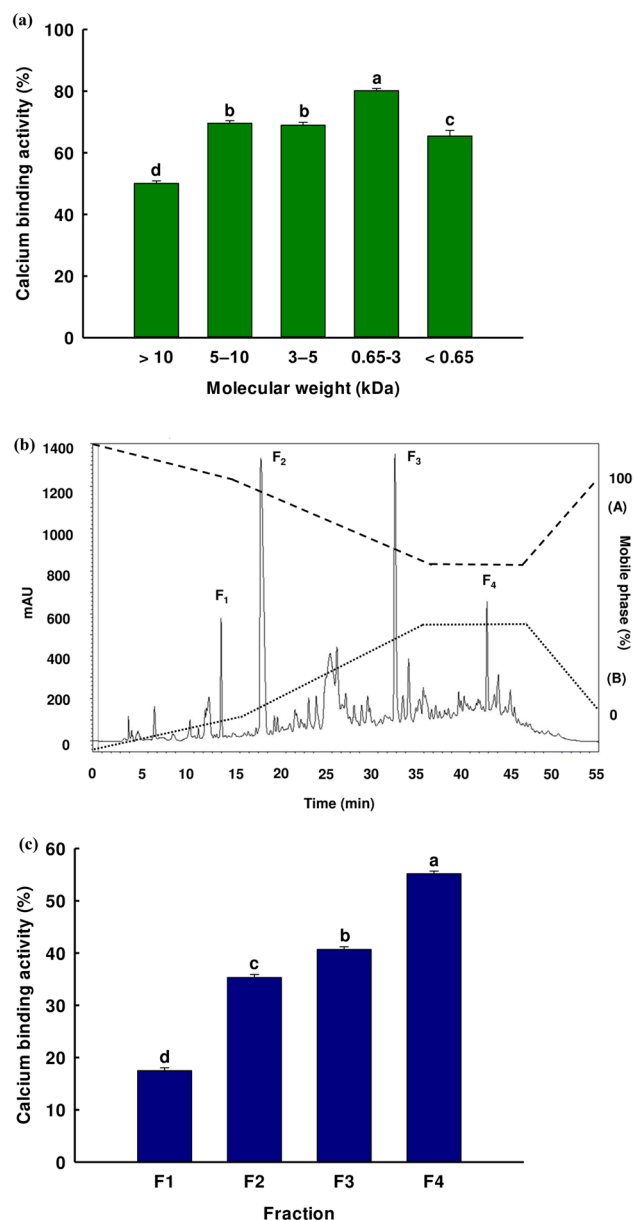 (a)
Calcium binding activity (%)
100
80
60
40
20
0
d
b
b
a
c
> 10
5–10
3–5
0.65-3
< 0.65
Molecular weight (kDa)
(b)
mAU
1400
1200
1000
800
600
400
200
0
F1
F2
F3
F4
100
(A)
Mobile phase (%)
(B)
0
0
5
10
15
20
25
30
35
40
45
50
55
Time (min)
(c)
Calcium binding activity (%)
60
50
40
30
20
10
0
d
c
b
a
F1
F2
F3
F4
Fraction